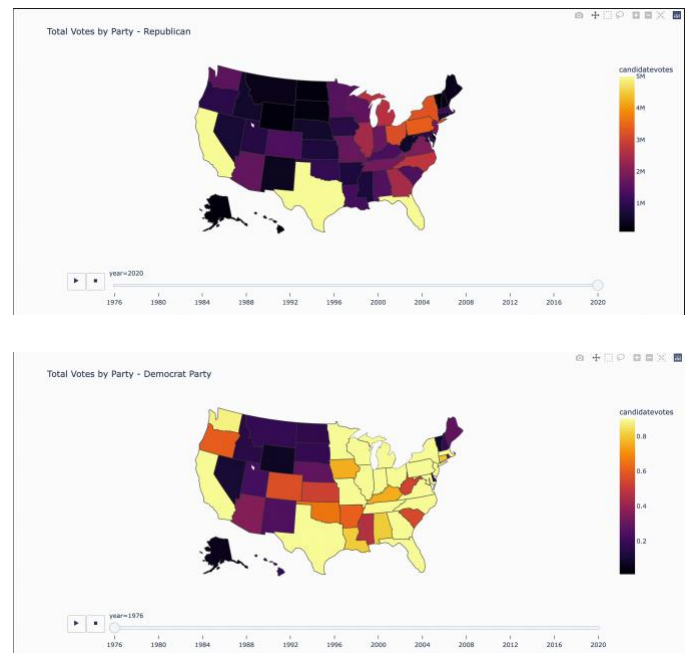 Total Votes by Party - Republican
candidatevotes
5M
4M
3M
2M
1M
year=2020
1976 1980 1984 1988 1992 1996 2000 2004 2008 2012 2016 2020
Total Votes by Party - Democrat Party
candidatevotes
0.8
0.6
0.4
0.2
year=1976
1976 1980 1984 1988 1992 1996 2000 2004 2008 2012 2016 2020